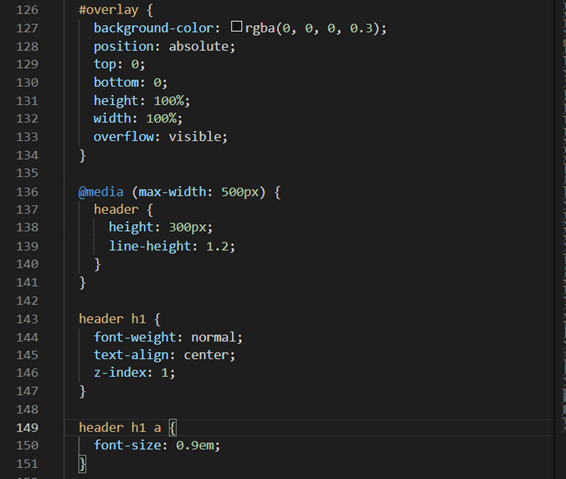 126 #overlay {
127   background-color: rgba(0, 0, 0, 0.3);
128   position: absolute;
129   top: 0;
130   bottom: 0;
131   height: 100%;
132   width: 100%;
133   overflow: visible;
134 }
135
136 @media (max-width: 500px) {
137   header {
138     height: 300px;
139     line-height: 1.2;
140   }
141 }
142
143 header h1 {
144   font-weight: normal;
145   text-align: center;
146   z-index: 1;
147 }
148
149 header h1 a {
150   font-size: 0.9em;
151 }